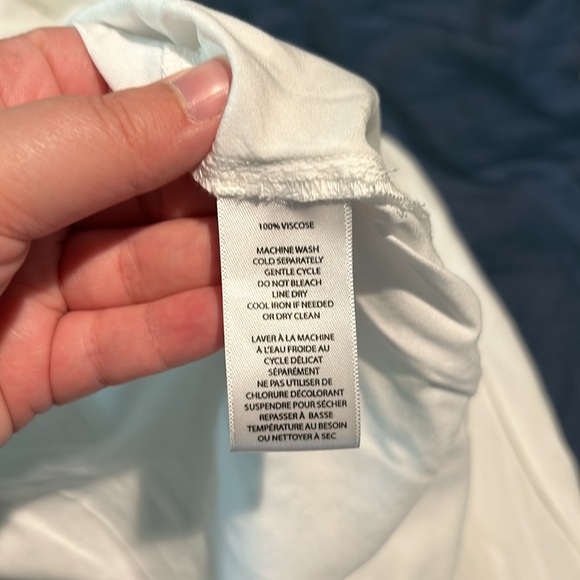 100% VISCOSE
MACHINE WASH
COLD SEPARATELY
GENTLE CYCLE
DO NOT BLEACH
LINE DRY
COOL IRON IF NEEDED
OR DRY CLEAN
LAVER À LA MACHINE
A L'EAU FROIDE AU
CYCLE DÉLICAT
SÉPARÉMENT
NE PAS UTILISER DE
CHLORURE DÉCOLORANT
SUSPENDRE POUR SÉCHER
REPASSER À BASSE
TEMPÉRATURE AU BESOIN
OU NETTOYER À SEC